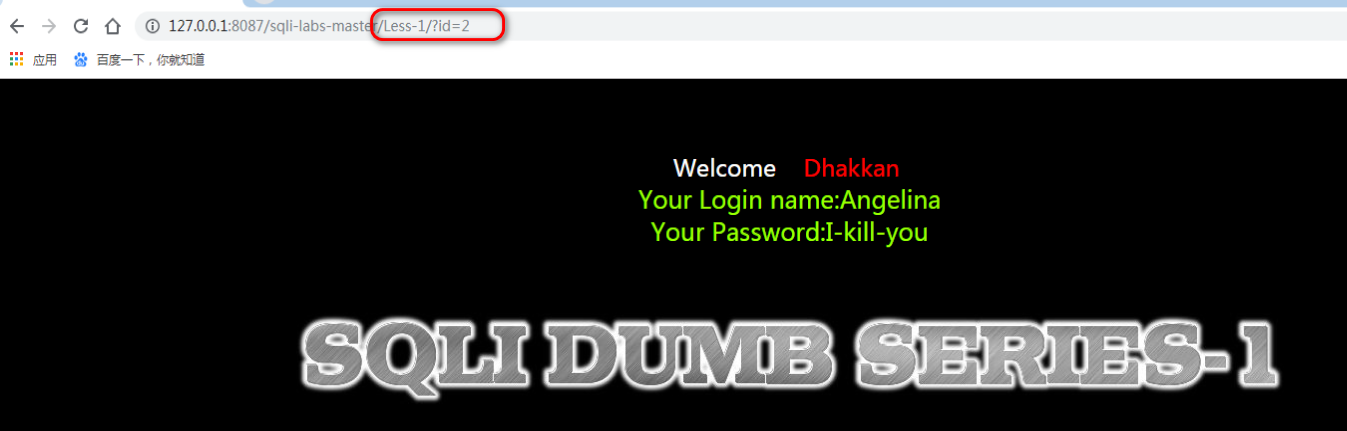 127.0.0.1:8087/sqli-labs-master/Less-1/?id=2
应用 百度一下，你就知道
Welcome Dhakkan
Your Login name:Angelina
Your Password:I-kill-you
SQLI DUMB SERIES-1